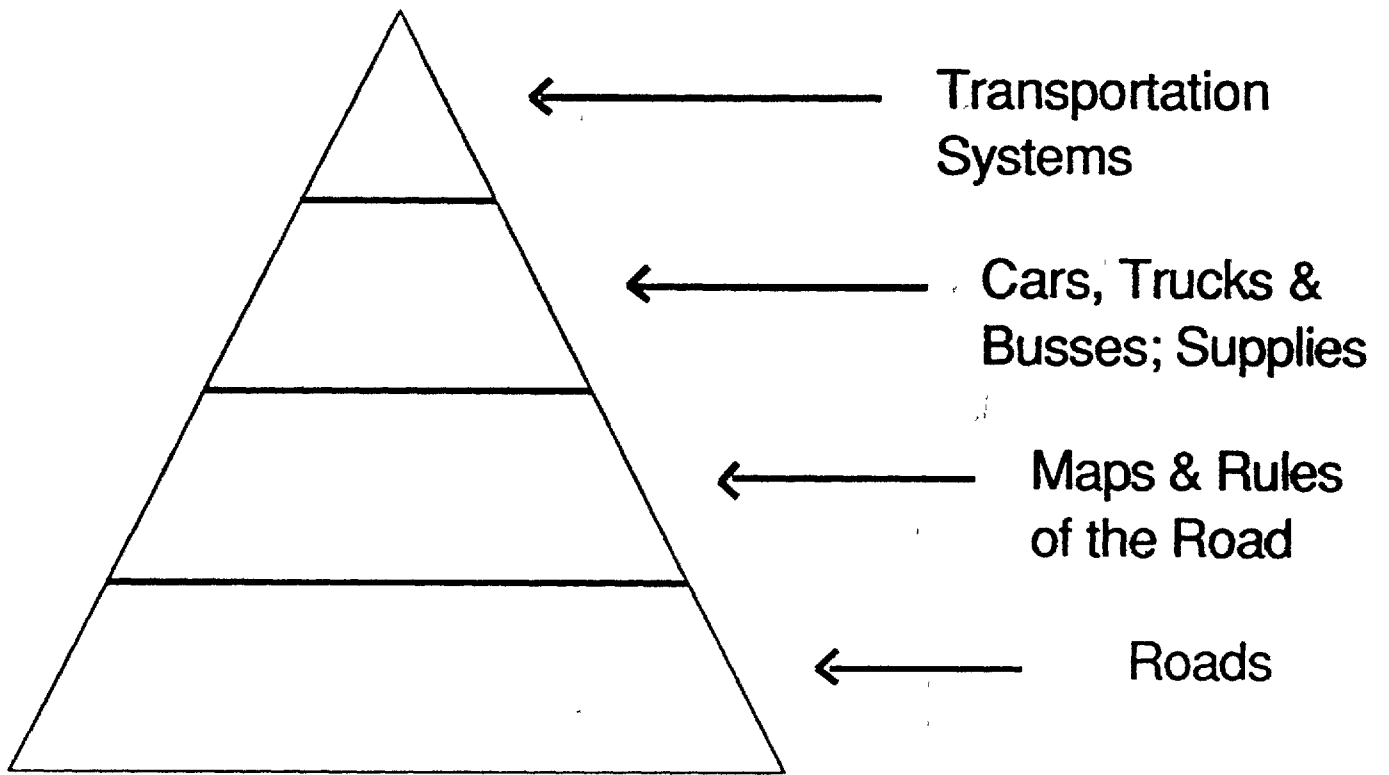 Transportation
Systems
Cars, Trucks &
Busses; Supplies
Maps & Rules
of the Road
Roads